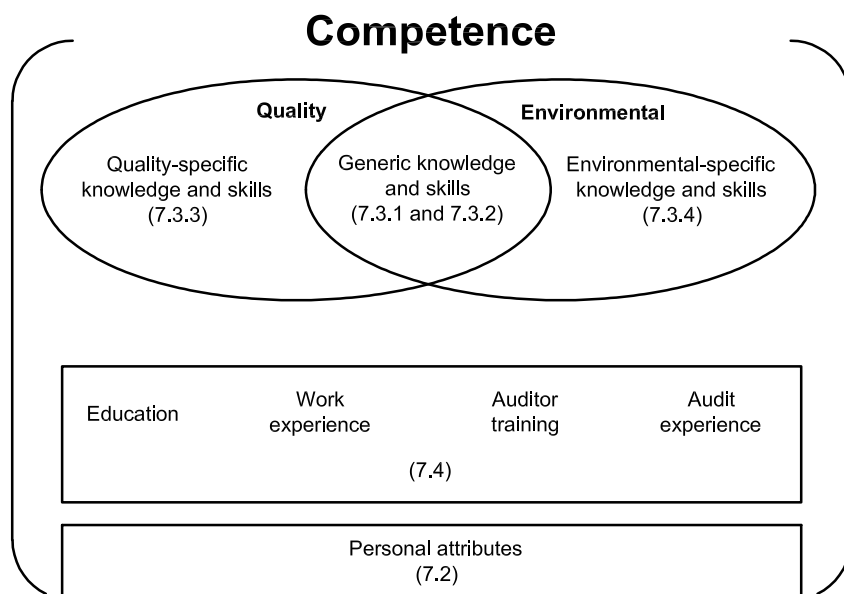 Competence
Quality
Environmental
Quality-specific
knowledge and skills
(7.3.3)
Generic knowledge
and skills
(7.3.1 and 7.3.2)
Environmental-specific
knowledge and skills
(7.3.4)
Education
Work
experience
Auditor
training
Audit
experience
(7.4)
Personal attributes
(7.2)